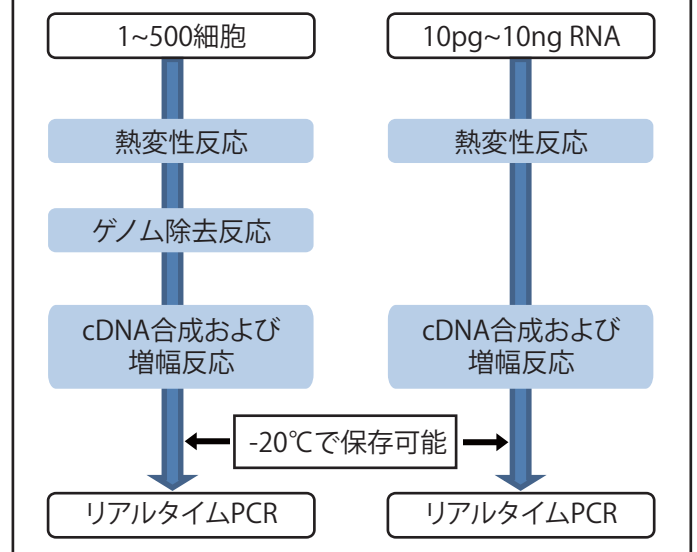 1~500細胞
10pg~10ng RNA
熱変性反応
熱変性反応
ゲノム除去反応
cDNA合成および
増幅反応
cDNA合成および
増幅反応
-20℃で保存可能
リアルタイムPCR
リアルタイムPCR